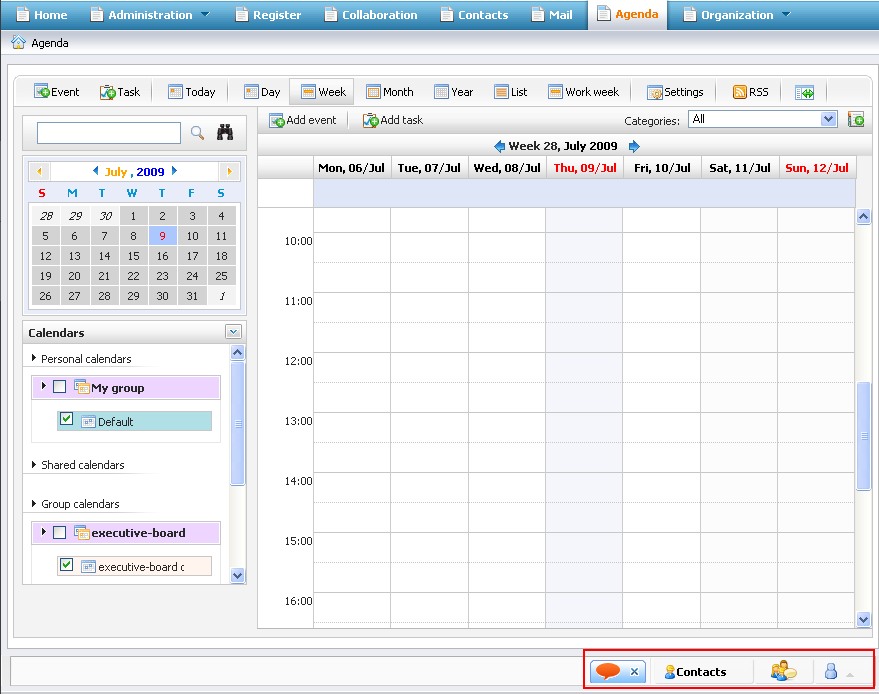 Home Administration Register Collaboration Contacts Mail Agenda Organization
Agenda
Event Task Today Day Week Month Year List Work week Settings RSS
Add event Add task Categories: All
Week 28, July 2009
July , 2009
Mon, 06/Jul Tue, 07/Jul Wed, 08/Jul Thu, 09/Jul Fri, 10/Jul Sat, 11/Jul Sun, 12/Jul
S M T W T F S
28 29 30 1 2 3 4
5 6 7 8 9 10 11
12 13 14 15 16 17 18
19 20 21 22 23 24 25
26 27 28 29 30 31 1
Calendars
Personal calendars
My group
Default
Shared calendars
Group calendars
executive-board
executive-board c
10:00
11:00
12:00
13:00
14:00
15:00
16:00
Contacts